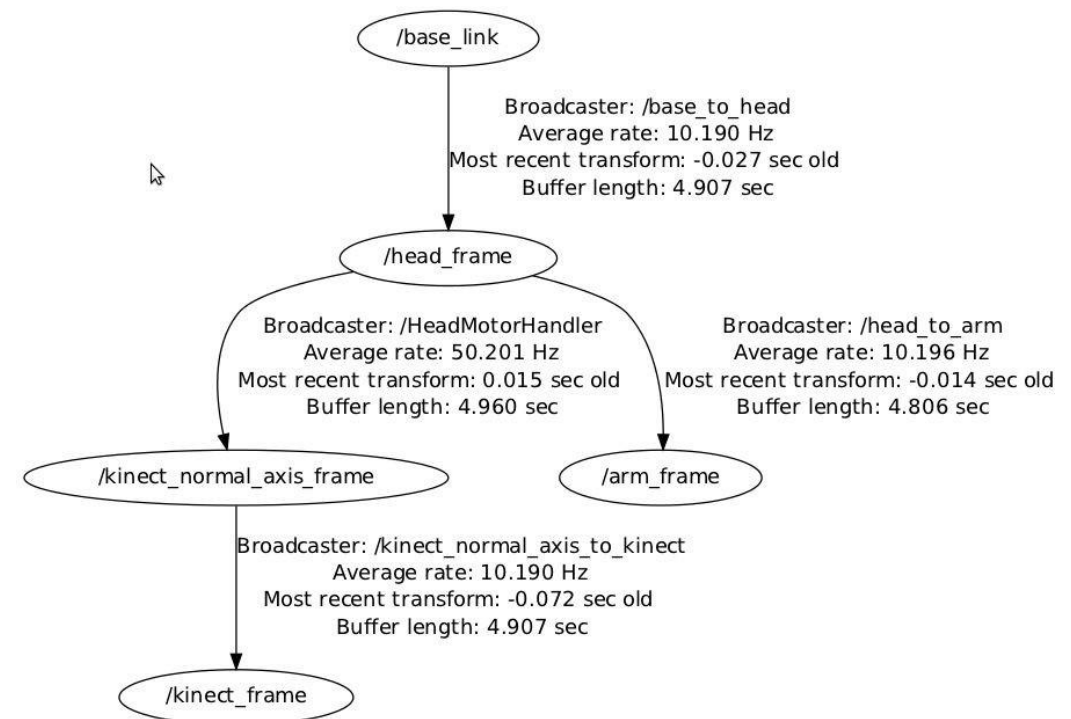 /base_link
Broadcaster: /base_to_head
Average rate: 10.190 Hz
Most recent transform: -0.027 sec old
Buffer length: 4.907 sec
/head_frame
Broadcaster: /HeadMotorHandler
Average rate: 50.201 Hz
Most recent transform: 0.015 sec old
Buffer length: 4.960 sec
Broadcaster: /head_to_arm
Average rate: 10.196 Hz
Most recent transform: -0.014 sec old
Buffer length: 4.806 sec
/kinect_normal_axis_frame
/arm_frame
Broadcaster: /kinect_normal_axis_to_kinect
Average rate: 10.190 Hz
Most recent transform: -0.072 sec old
Buffer length: 4.907 sec
/kinect_frame